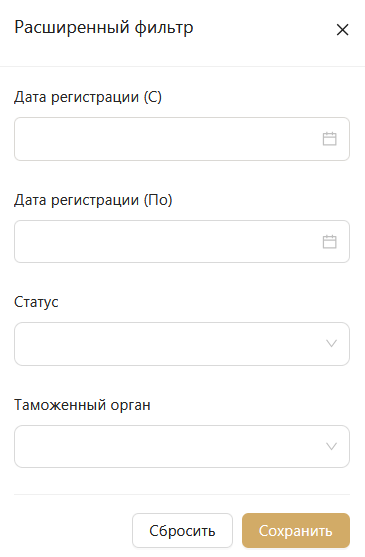 Расширенный фильтр
Дата регистрации (С)
Дата регистрации (По)
Статус
Таможенный орган
Сбросить Сохранить